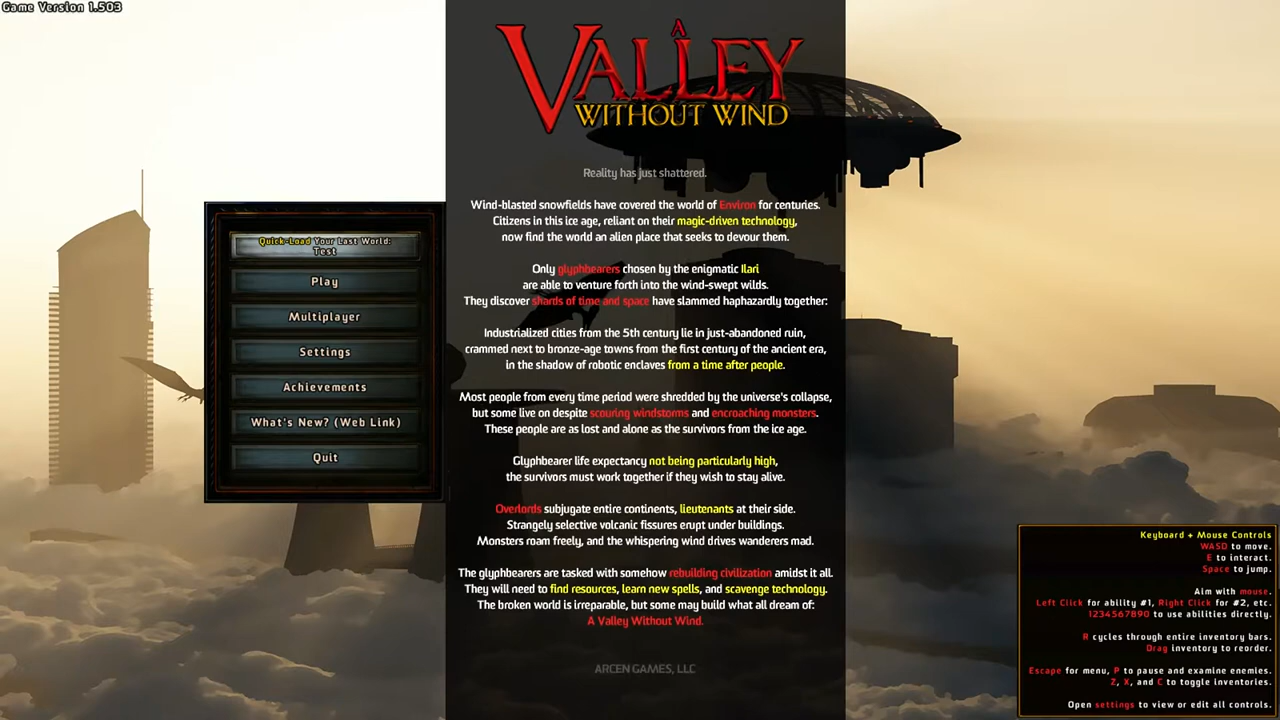 Game Version 1.503
A
VALLEY
WITHOUT WIND
Reality has just shattered.
Wind-blasted snowfields have covered the world of Environ for centuries.
Citizens in this ice age, reliant on their magic-driven technology,
now find the world an alien place that seeks to devour them.
Only glyphbearers chosen by the enigmatic Ilari
are able to venture forth into the wind-swept wilds.
They discover shards of time and space have slammed haphazardly together:
Industrialized cities from the 5th century lie in just-abandoned ruin,
crammed next to bronze-age towns from the first century of the ancient era,
in the shadow of robotic enclaves from a time after people.
Most people from every time period were shredded by the universe's collapse,
but some live on despite scouring windstorms and encroaching monsters.
These people are as lost and alone as the survivors from the ice age.
Glyphbearer life expectancy not being particularly high,
the survivors must work together if they wish to stay alive.
Overlords subjugate entire continents, lieutenants at their side.
Strangely selective volcanic fissures erupt under buildings.
Monsters roam freely, and the whispering wind drives wanderers mad.
The glyphbearers are tasked with somehow rebuilding civilization amidst it all.
They will need to find resources, learn new spells, and scavenge technology.
The broken world is irreparable, but some may build what all dream of:
A Valley Without Wind.
ARCEN GAMES, LLC
Quick-Load Your Last World:
Test
Play
Multiplayer
Settings
Achievements
What's New? (Web Link)
Quit
Keyboard + Mouse Controls
WASD to move.
E to interact.
Space to jump.
Aim with mouse.
Left Click for ability #1, Right Click for #2, etc.
1234567890 to use abilities directly.
R cycles through entire inventory bars.
Drag inventory to reorder.
Escape for menu, P to pause and examine enemies.
Z, X, and C to toggle inventories.
Open settings to view or edit all controls.